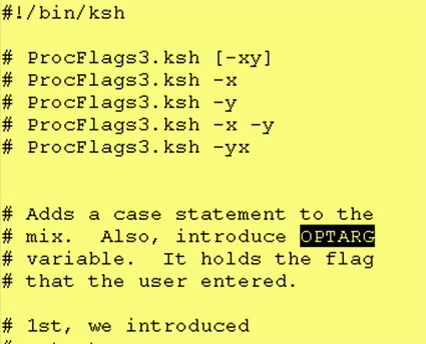 #!/bin/ksh
# ProcFlags3.ksh [-xy]
# ProcFlags3.ksh -x
# ProcFlags3.ksh -y
# ProcFlags3.ksh -x -y
# ProcFlags3.ksh -yx
# Adds a case statement to the
# mix.  Also, introduce OPTARG
# variable.  It holds the flag
# that the user entered.
# 1st, we introduced